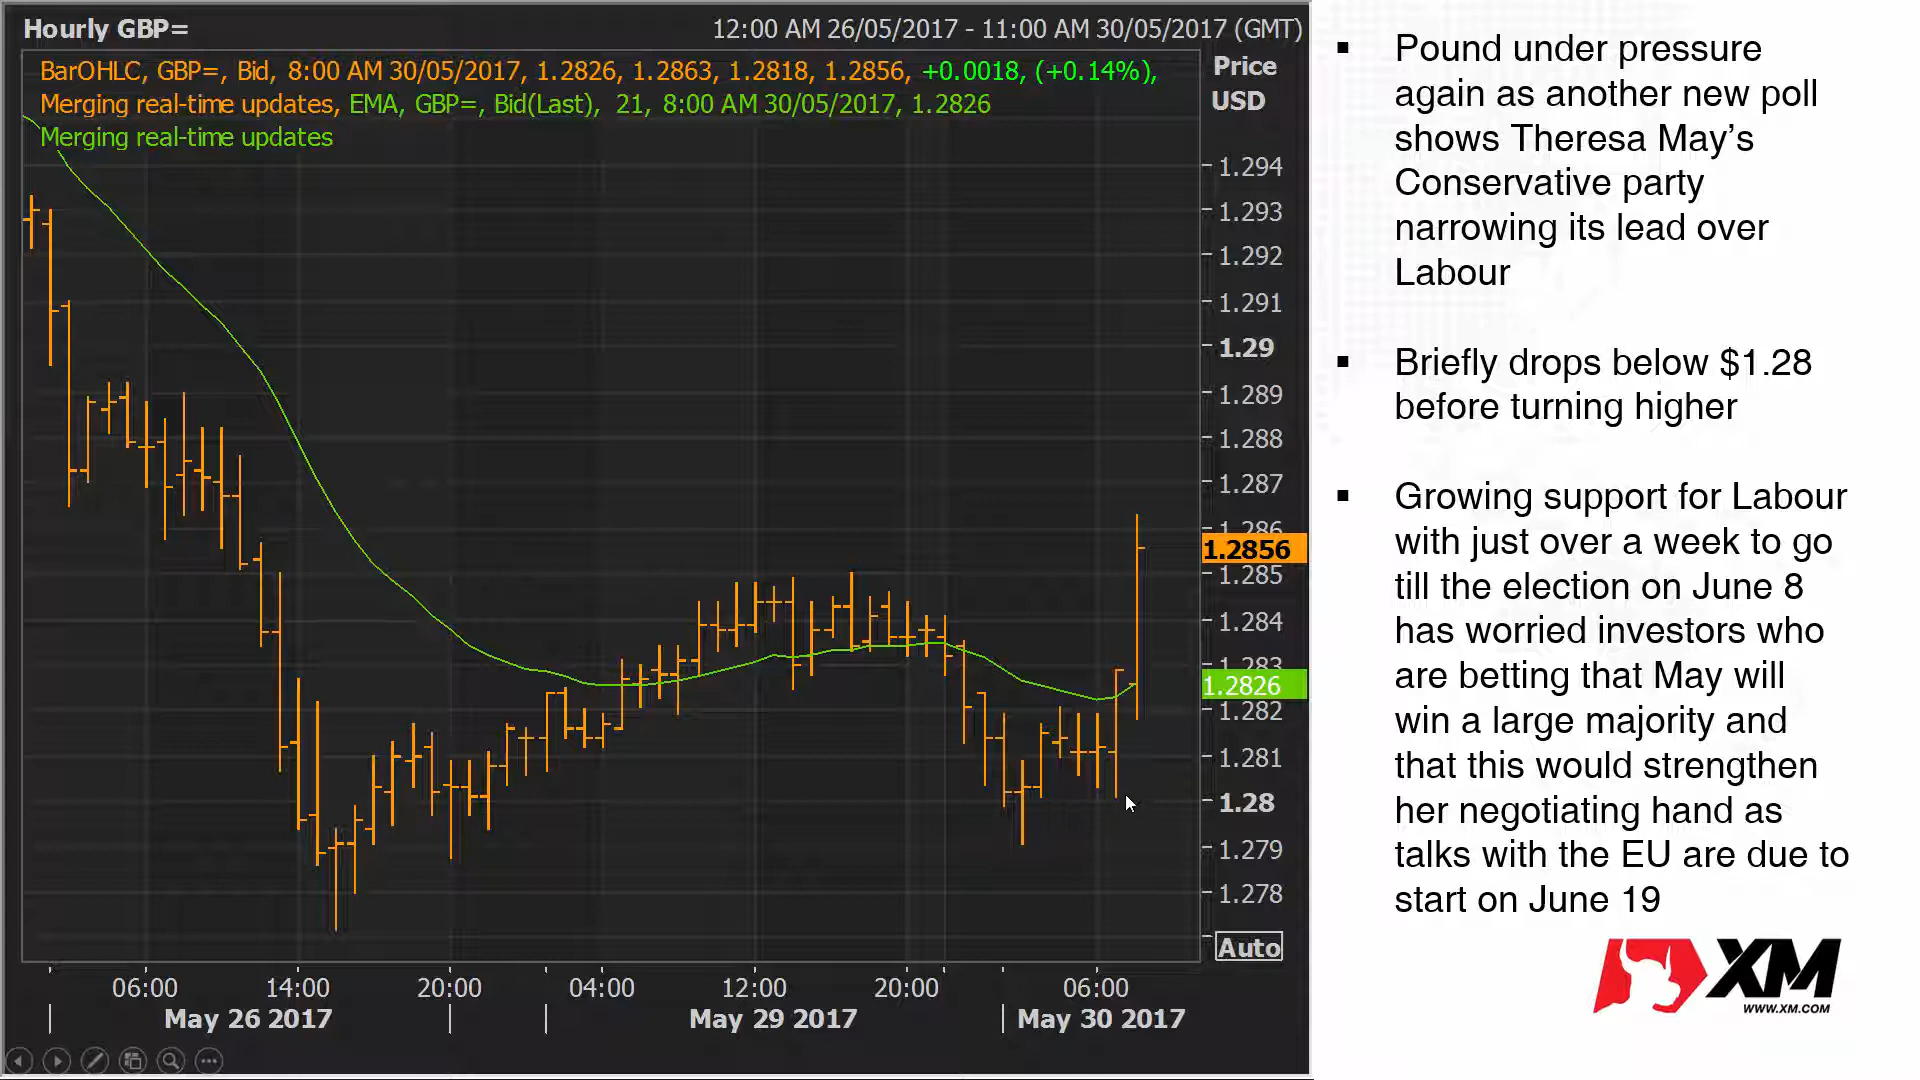 Hourly GBP=
12:00 AM 26/05/2017 - 11:00 AM 30/05/2017 (GMT)
BarOHLC, GBP=, Bid, 8:00 AM 30/05/2017, 1.2826, 1.2863, 1.2818, 1.2856, +0.0018, (+0.14%),
Merging real-time updates, EMA, GBP=, Bid(Last), 21, 8:00 AM 30/05/2017, 1.2826
Merging real-time updates
Price
USD
1.294
1.293
1.292
1.291
1.29
1.289
1.288
1.287
1.286
1.2856
1.285
1.284
1.283
1.2826
1.282
1.281
1.28
1.279
1.278
Auto
06:00
14:00
20:00
04:00
12:00
20:00
06:00
May 26 2017
May 29 2017
May 30 2017
Pound under pressure
again as another new poll
shows Theresa May’s
Conservative party
narrowing its lead over
Labour
Briefly drops below $1.28
before turning higher
Growing support for Labour
with just over a week to go
till the election on June 8
has worried investors who
are betting that May will
win a large majority and
that this would strengthen
her negotiating hand as
talks with the EU are due to
start on June 19
XM
WWW.XM.COM